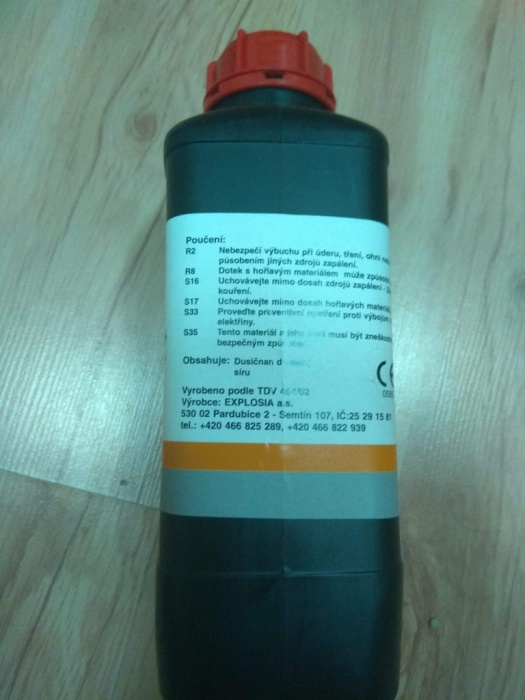 Poučení:
R2 Nebezpečí výbuchu při úderu, tření, ohni
působením jiných zdrojů zapálení.
R8 Dotek s hořlavým materiálem může
S16 Uchovávejte mimo dosah zdrojů zapálení -
kouření.
S17 Uchovávejte mimo dosah hořlavých
S33 Proveďte preventivní opatření proti výbojům
elektřiny.
S35 Tento materiál a jeho musí být
bezpečným
Obsahuje: Dusičnan
síru
CE
Vyrobeno podle TDV
Výrobce: EXPLOSIA a.s.
530 02 Pardubice 2 - Semtín 107, IČ:25 29 15 81
tel.: +420 466 825 289, +420 466 822 939